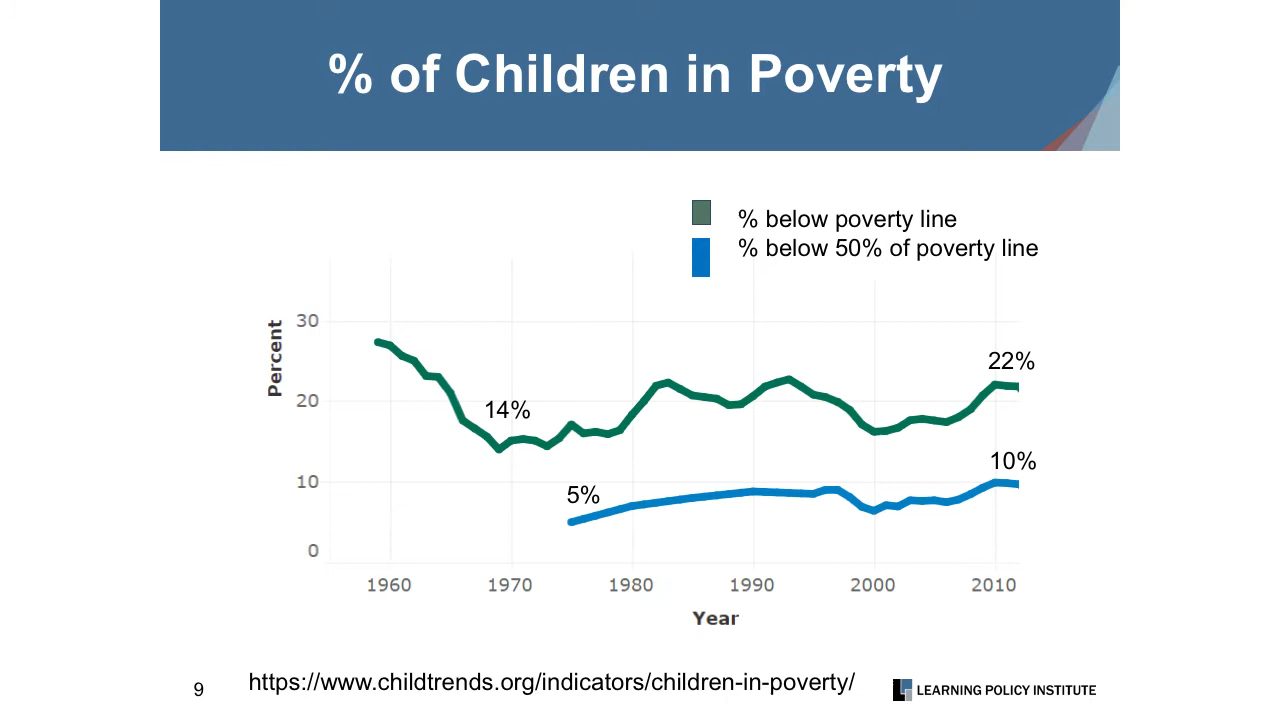 % of Children in Poverty
% below poverty line
% below 50% of poverty line
Percent
30
20
10
0
14%
22%
5%
10%
1960 1970 1980 1990 2000 2010
Year
9
https://www.childtrends.org/indicators/children-in-poverty/
LEARNING POLICY INSTITUTE